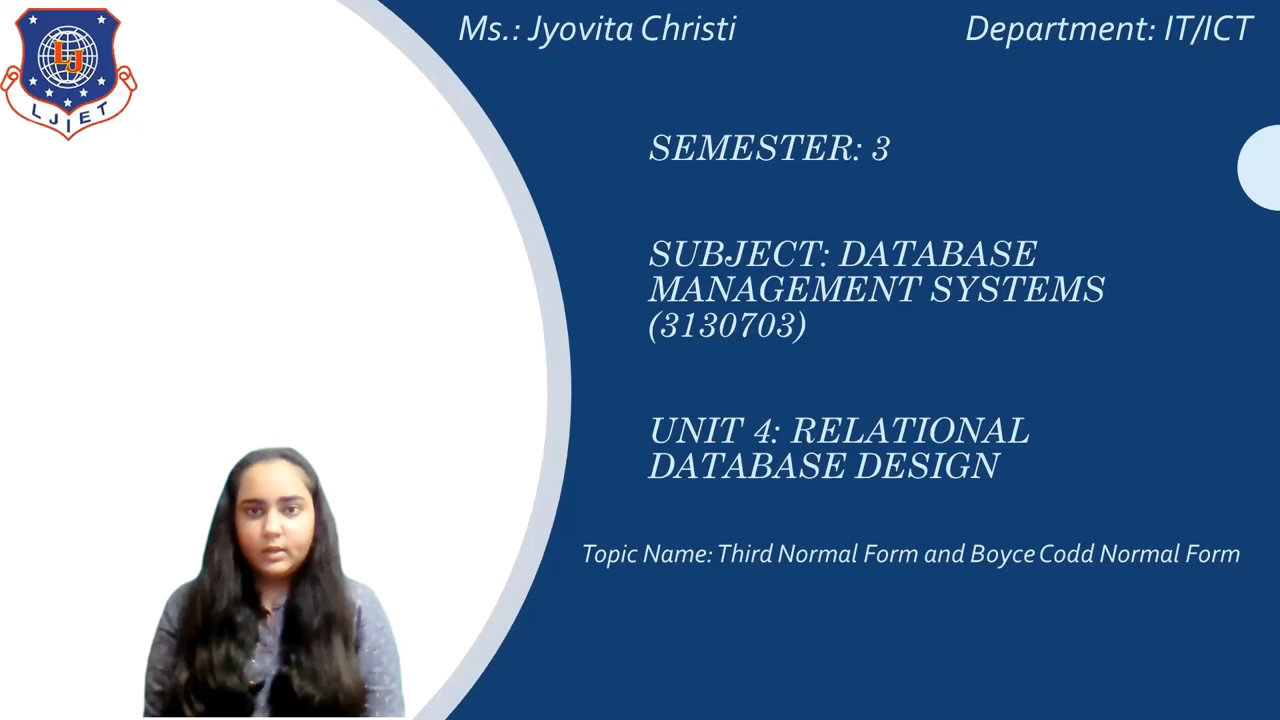 LJ
LJIET
Ms.: Jyovita Christi
Department: IT/ICT
SEMESTER: 3
SUBJECT: DATABASE
MANAGEMENT SYSTEMS
(3130703)
UNIT 4: RELATIONAL
DATABASE DESIGN
Topic Name: Third Normal Form and Boyce Codd Normal Form